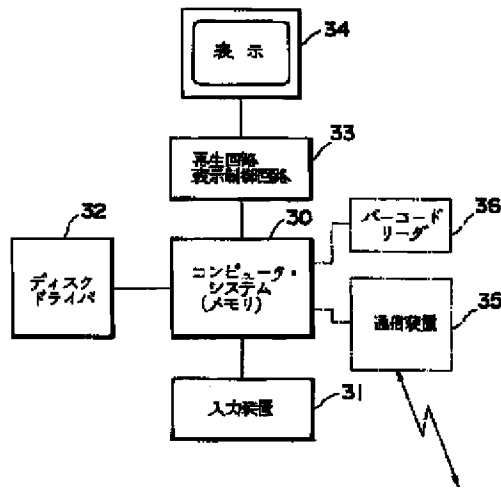 34
表示
33
再生回路
表示制御回路
32
30
36
バーコード
リーダ
ディスク
ドライバ
コンピュータ・
システム
(メモリ)
35
通信装置
31
入力装置